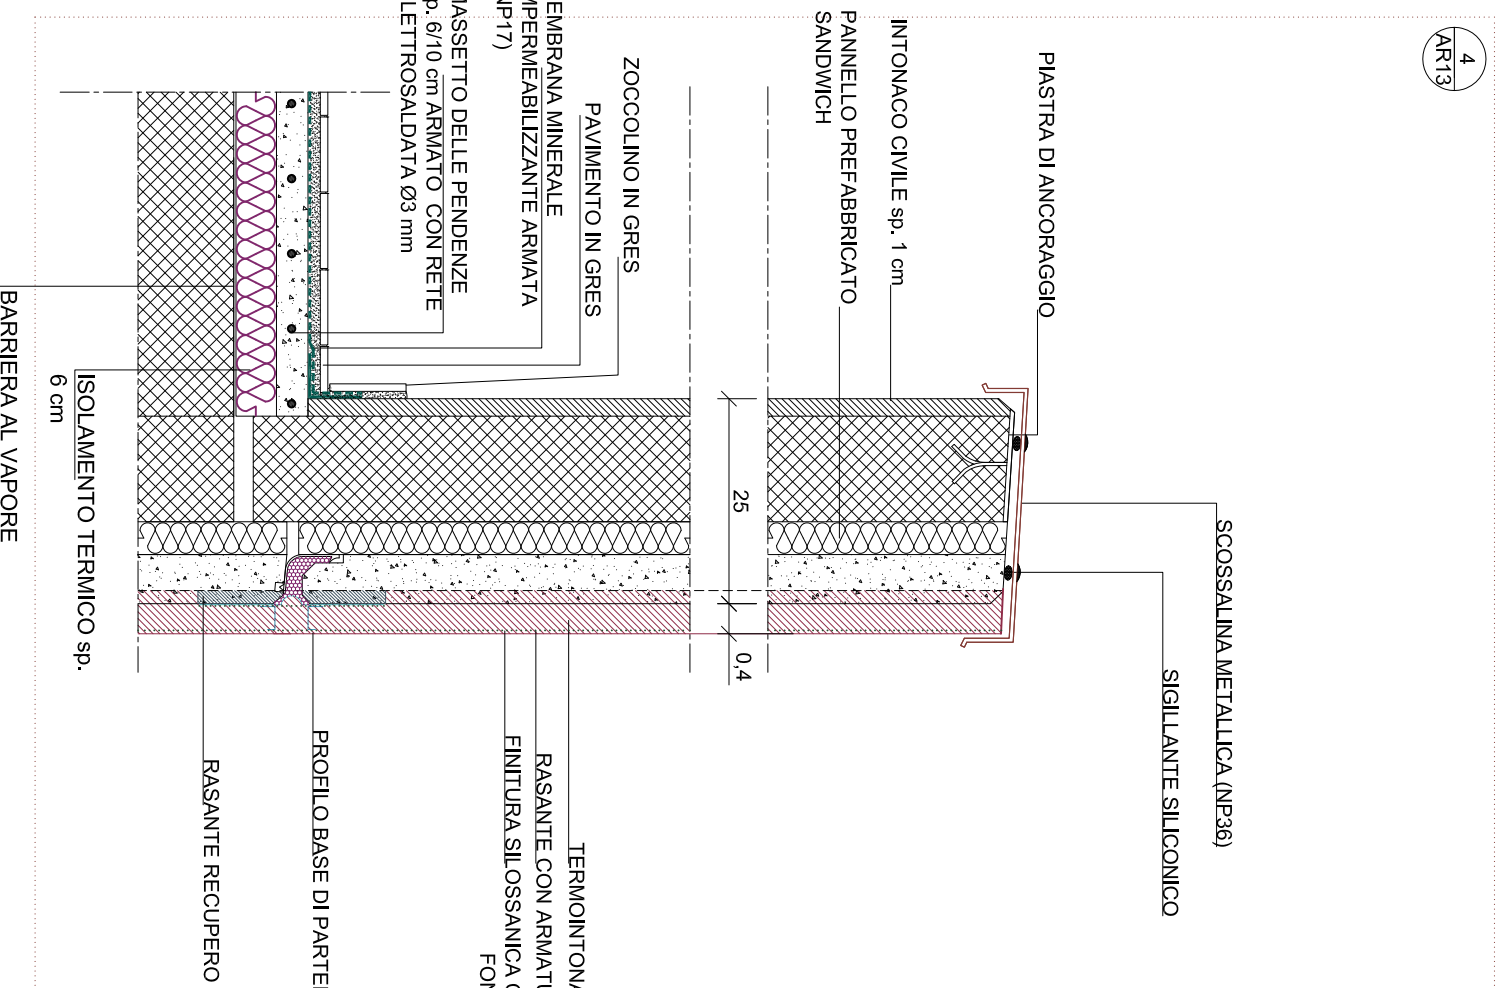 4
AR13
PIASTRA DI ANCORAGGIO
INTONACO CIVILE sp. 1 cm
PANNELLO PREFABBRICATO
SANDWICH
ZOCCOLINO IN GRES
PAVIMENTO IN GRES
EMBRANA MINERALE
MPERMEABILIZZANTE ARMATA
NP17)
MASSETTO DELLE PENDENZE
p. 6/10 cm ARMATO CON RETE
LETTROSALDATA Ø3 mm
SCOSSALINA METALLICA (NP36)
SIGILLANTE SILICONICO
25
0,4
TERMOINTONA
RASANTE CON ARMATU
FINITURA SILOSSANICA
FON
PROFILO BASE DI PARTE
RASANTE RECUPERO
ISOLAMENTO TERMICO sp.
6 cm
BARRIERA AL VAPORE